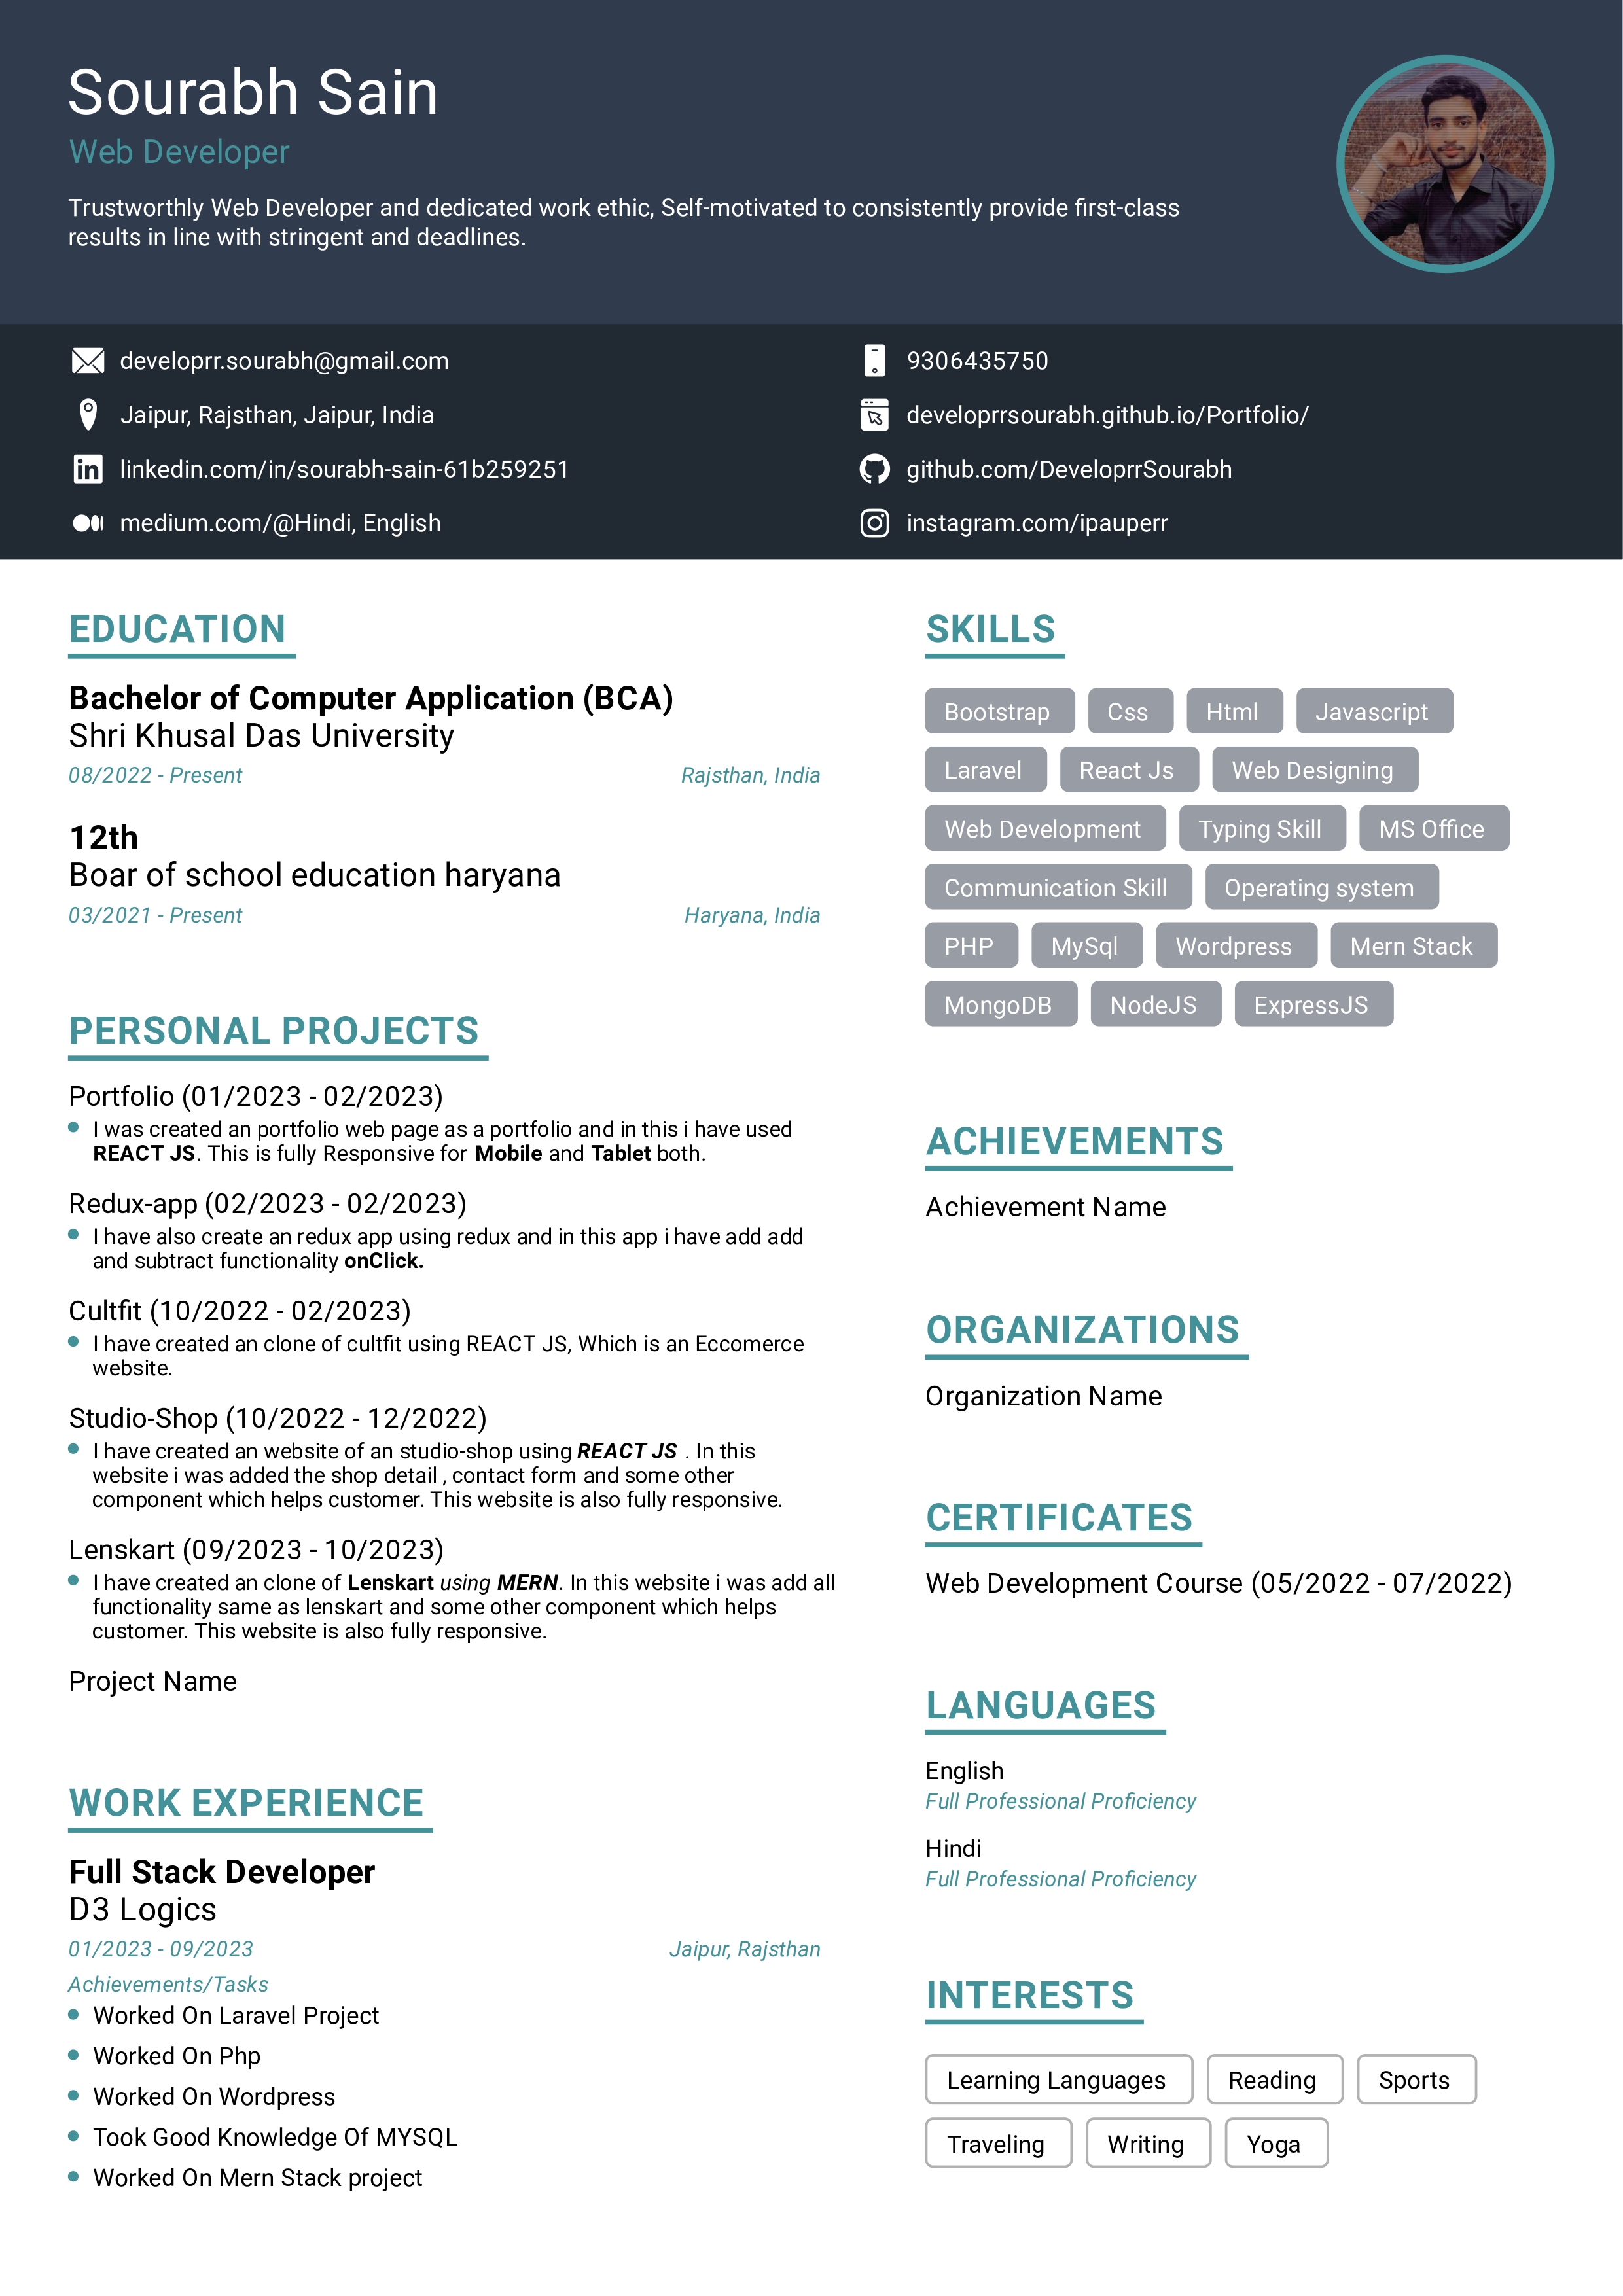 Sourabh Sain
Web Developer
Trustworthly Web Developer and dedicated work ethic, Self-motivated to consistently provide first-class
results in line with stringent and deadlines.
developrr.sourabh@gmail.com
9306435750
Jaipur, Rajsthan, Jaipur, India
developrrsourabh.github.io/Portfolio/
linkedin.com/in/sourabh-sain-61b259251
github.com/DeveloprrSourabh
medium.com/@Hindi, English
instagram.com/ipauperr
EDUCATION
Bachelor of Computer Application (BCA)
Shri Khusal Das University
08/2022 - Present
Rajsthan, India
12th
Boar of school education haryana
03/2021 - Present
Haryana, India
PERSONAL PROJECTS
Portfolio (01/2023 - 02/2023)
I was created an portfolio web page as a portfolio and in this i have used
REACT JS. This is fully Responsive for Mobile and Tablet both.
Redux-app (02/2023 - 02/2023)
I have also create an redux app using redux and in this app i have add add
and subtract functionality onClick.
Cultfit (10/2022 - 02/2023)
I have created an clone of cultfit using REACT JS, Which is an Eccomerce
website.
Studio-Shop (10/2022 - 12/2022)
I have created an website of an studio-shop using REACT JS . In this
website i was added the shop detail , contact form and some other
component which helps customer. This website is also fully responsive.
Lenskart (09/2023 - 10/2023)
I have created an clone of Lenskart using MERN. In this website i was add all
functionality same as lenskart and some other component which helps
customer. This website is also fully responsive.
Project Name
WORK EXPERIENCE
Full Stack Developer
D3 Logics
01/2023 - 09/2023
Jaipur, Rajsthan
Achievements/Tasks
Worked On Laravel Project
Worked On Php
Worked On Wordpress
Took Good Knowledge Of MYSQL
Worked On Mern Stack project
SKILLS
Bootstrap Css Html Javascript
Laravel React Js Web Designing
Web Development Typing Skill MS Office
Communication Skill Operating system
PHP MySql Wordpress Mern Stack
MongoDB NodeJS ExpressJS
ACHIEVEMENTS
Achievement Name
ORGANIZATIONS
Organization Name
CERTIFICATES
Web Development Course (05/2022 - 07/2022)
LANGUAGES
English
Full Professional Proficiency
Hindi
Full Professional Proficiency
INTERESTS
Learning Languages Reading Sports
Traveling Writing Yoga